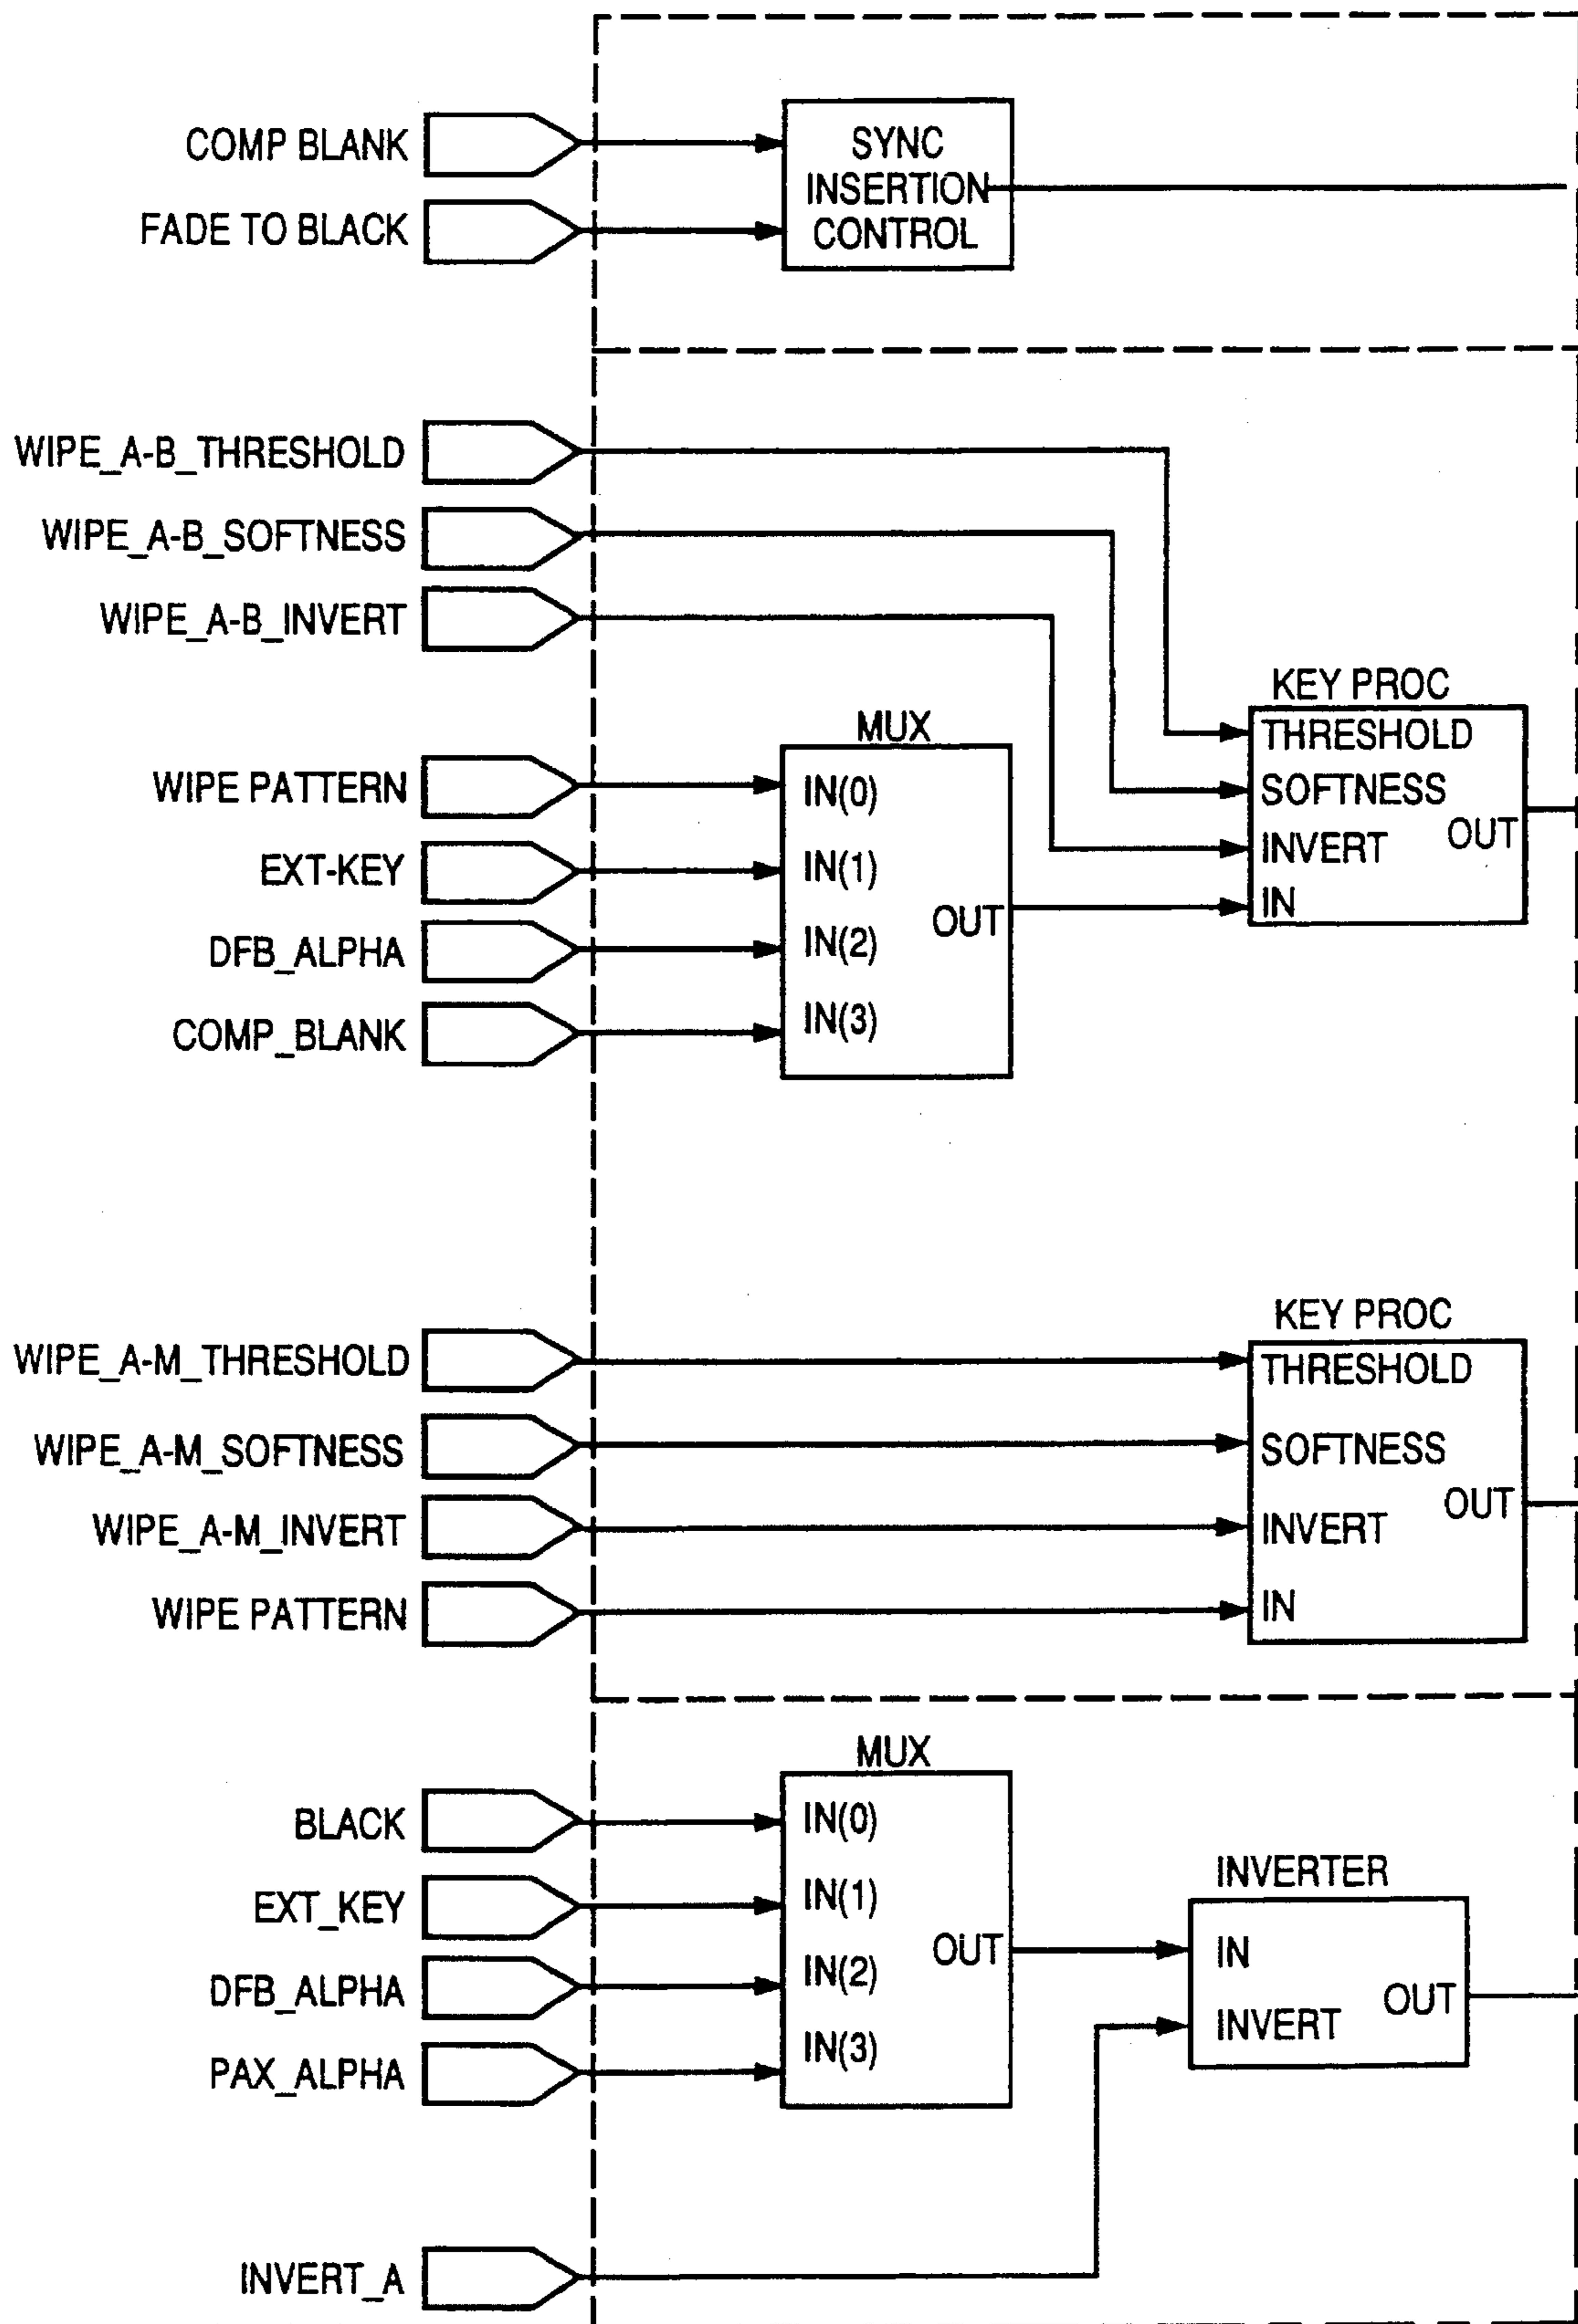 COMP BLANK
FADE TO BLACK
SYNC
INSERTION
CONTROL
WIPE_A-B_THRESHOLD
WIPE_A-B_SOFTNESS
WIPE_A-B_INVERT
WIPE PATTERN
EXT-KEY
DFB_ALPHA
COMP_BLANK
MUX
IN(0)
IN(1)
IN(2)
IN(3)
OUT
KEY PROC
THRESHOLD
SOFTNESS
INVERT
IN
OUT
WIPE_A-M_THRESHOLD
WIPE_A-M_SOFTNESS
WIPE_A-M_INVERT
WIPE PATTERN
KEY PROC
THRESHOLD
SOFTNESS
INVERT
IN
OUT
BLACK
EXT_KEY
DFB_ALPHA
PAX_ALPHA
INVERT_A
MUX
IN(0)
IN(1)
IN(2)
IN(3)
OUT
INVERTER
IN
INVERT
OUT